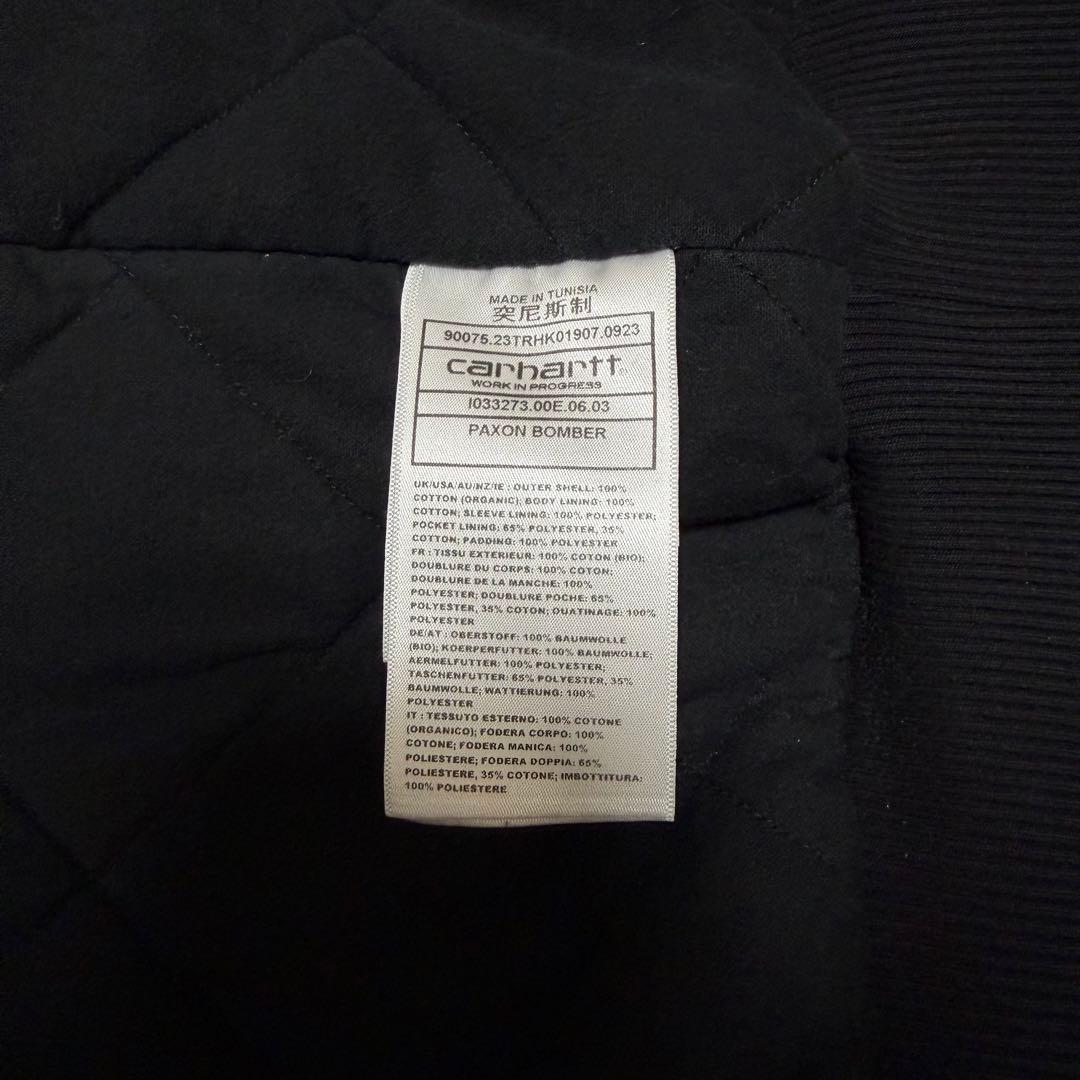 MADE IN TUNISIA
突尼斯制
90075.23TRHK01907.0923
carhartt
WORK IN PROGRESS
I033273.00E.06.03
PAXON BOMBER
UK/USA/AU/NZ/IE : OUTER SHELL: 100%
COTTON (ORGANIC); BODY LINING: 100%
COTTON; SLEEVE LINING: 100% POLYESTER;
POCKET LINING: 65% POLYESTER, 35%
COTTON; PADDING: 100% POLYESTER
FR : TISSU EXTERIEUR: 100% COTON (BIO);
DOUBLURE DU CORPS: 100% COTON;
DOUBLURE DE LA MANCHE: 100%
POLYESTER; DOUBLURE POCHE: 65%
POLYESTER, 35% COTON; OUATINAGE: 100%
POLYESTER
DE/AT : OBERSTOFF: 100% BAUMWOLLE
(BIO); KOERPERFUTTER: 100% BAUMWOLLE;
AERMELFUTTER: 100% POLYESTER;
TASCHENFUTTER: 65% POLYESTER, 35%
BAUMWOLLE; WATTIERUNG: 100%
POLYESTER
IT : TESSUTO ESTERNO: 100% COTONE
(ORGANICO); FODERA CORPO: 100%
COTONE; FODERA MANICA: 100%
POLIESTERE; FODERA DOPPIA: 65%
POLIESTERE, 35% COTONE; IMBOTTITURA:
100% POLIESTERE